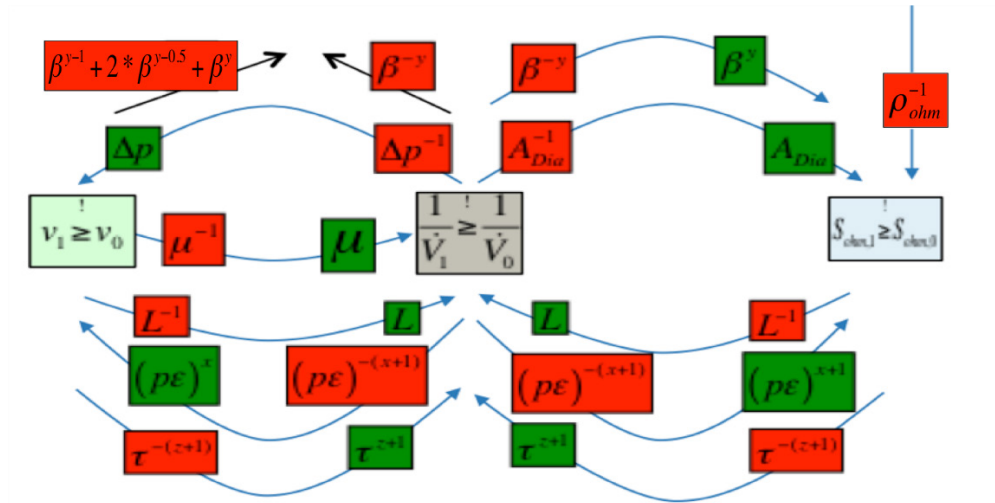 β^{y-1} + 2 * β^{y-0.5} + β^{y}
β^{-y}
β^{-y}
β^{y}
ρ_{ohm}^{-1}
Δp
Δp^{-1}
A_{Dia}^{-1}
A_{Dia}
!
v_1 ≥ v_0
μ^{-1}
μ
1/V̇_1 ≥^{!} 1/V̇_0
!
S_{ohm,1} ≥ S_{ohm,0}
L^{-1}
L
L
L^{-1}
(pε)^{x}
(pε)^{-(x+1)}
(pε)^{-(x+1)}
(pε)^{x+1}
τ^{-(z+1)}
τ^{z+1}
τ^{z+1}
τ^{-(z+1)}